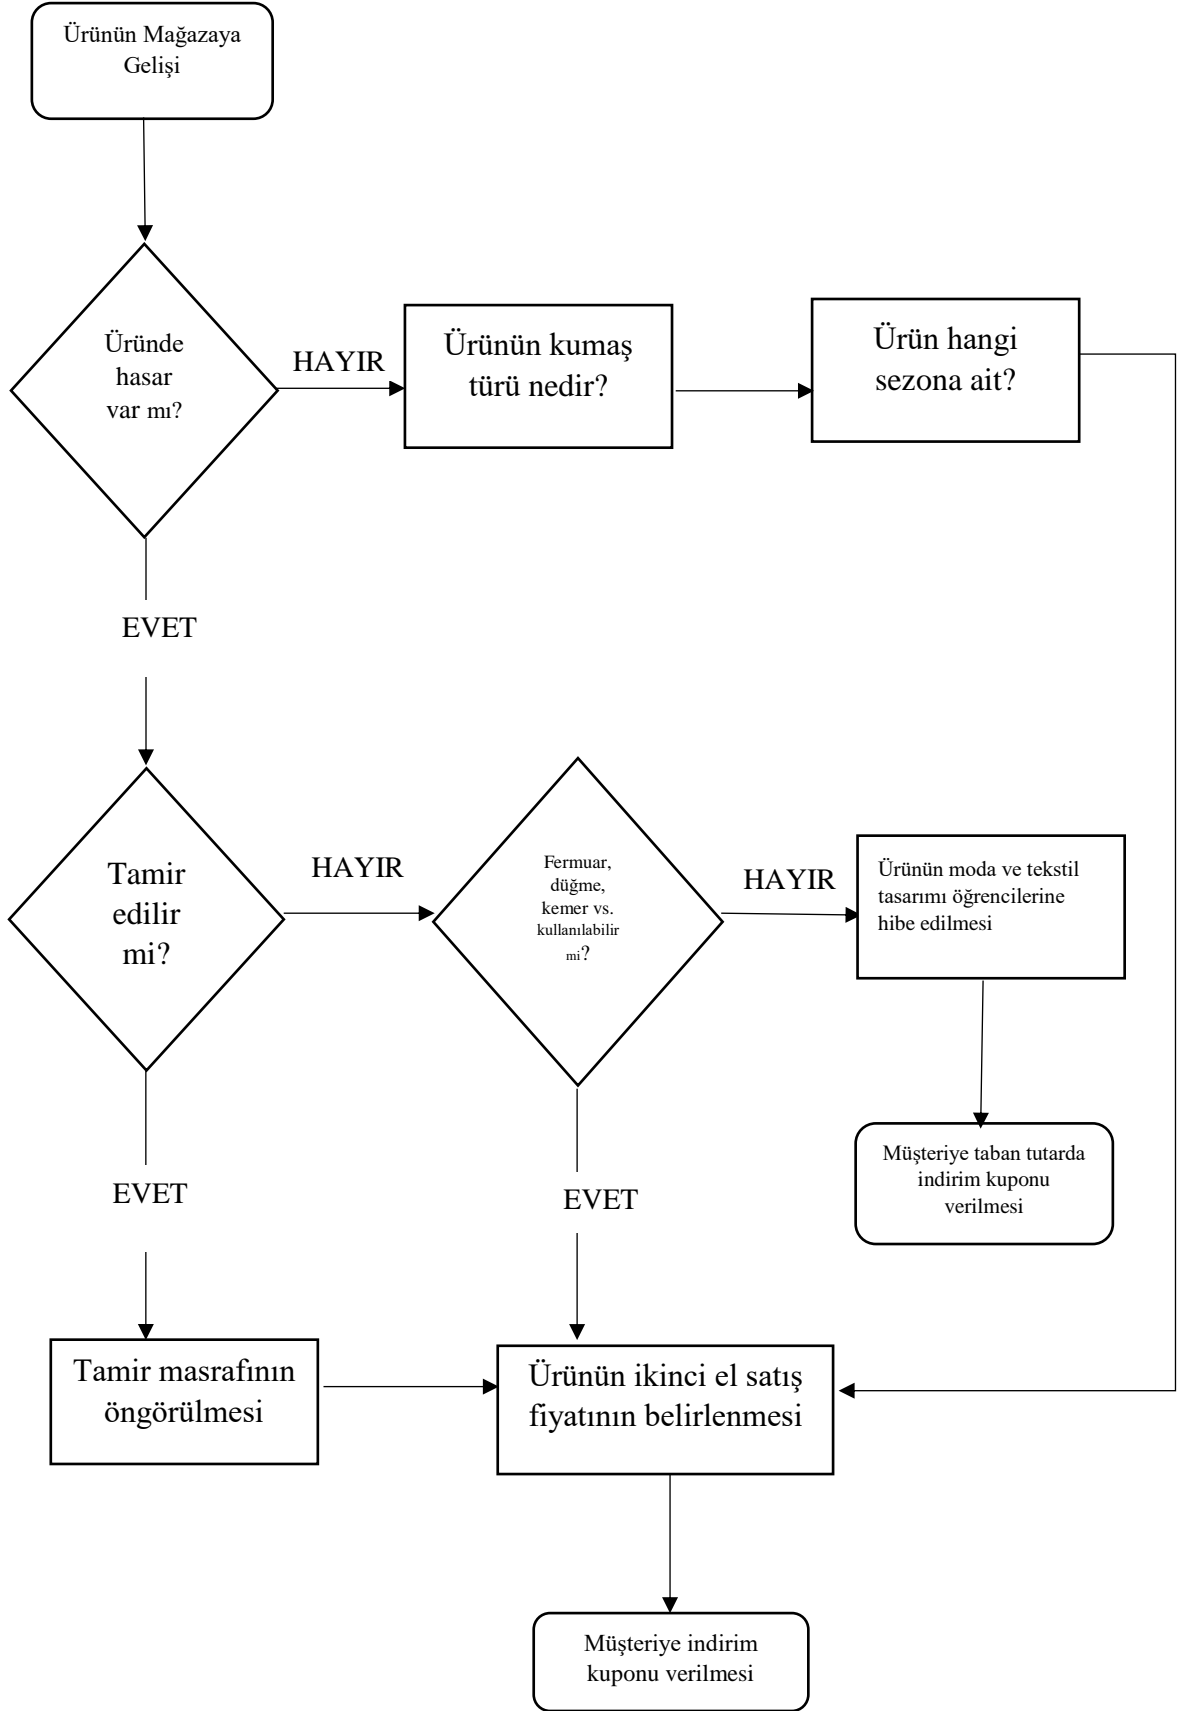 Ürünün Mağazaya
Gelişi
Üründe
hasar
var mı?
HAYIR
Ürünün kumaş
türü nedir?
Ürün hangi
sezona ait?
EVET
Tamir
edilir
mi?
HAYIR
Fermuar,
düğme,
kemer vs.
kullanılabilir
mi?
HAYIR
Ürünün moda ve tekstil
tasarımı öğrencilerine
hibe edilmesi
Müşteriye taban tutarda
indirim kuponu
verilmesi
EVET
EVET
Tamir masrafının
öngörülmesi
Ürünün ikinci el satış
fiyatının belirlenmesi
Müşteriye indirim
kuponu verilmesi